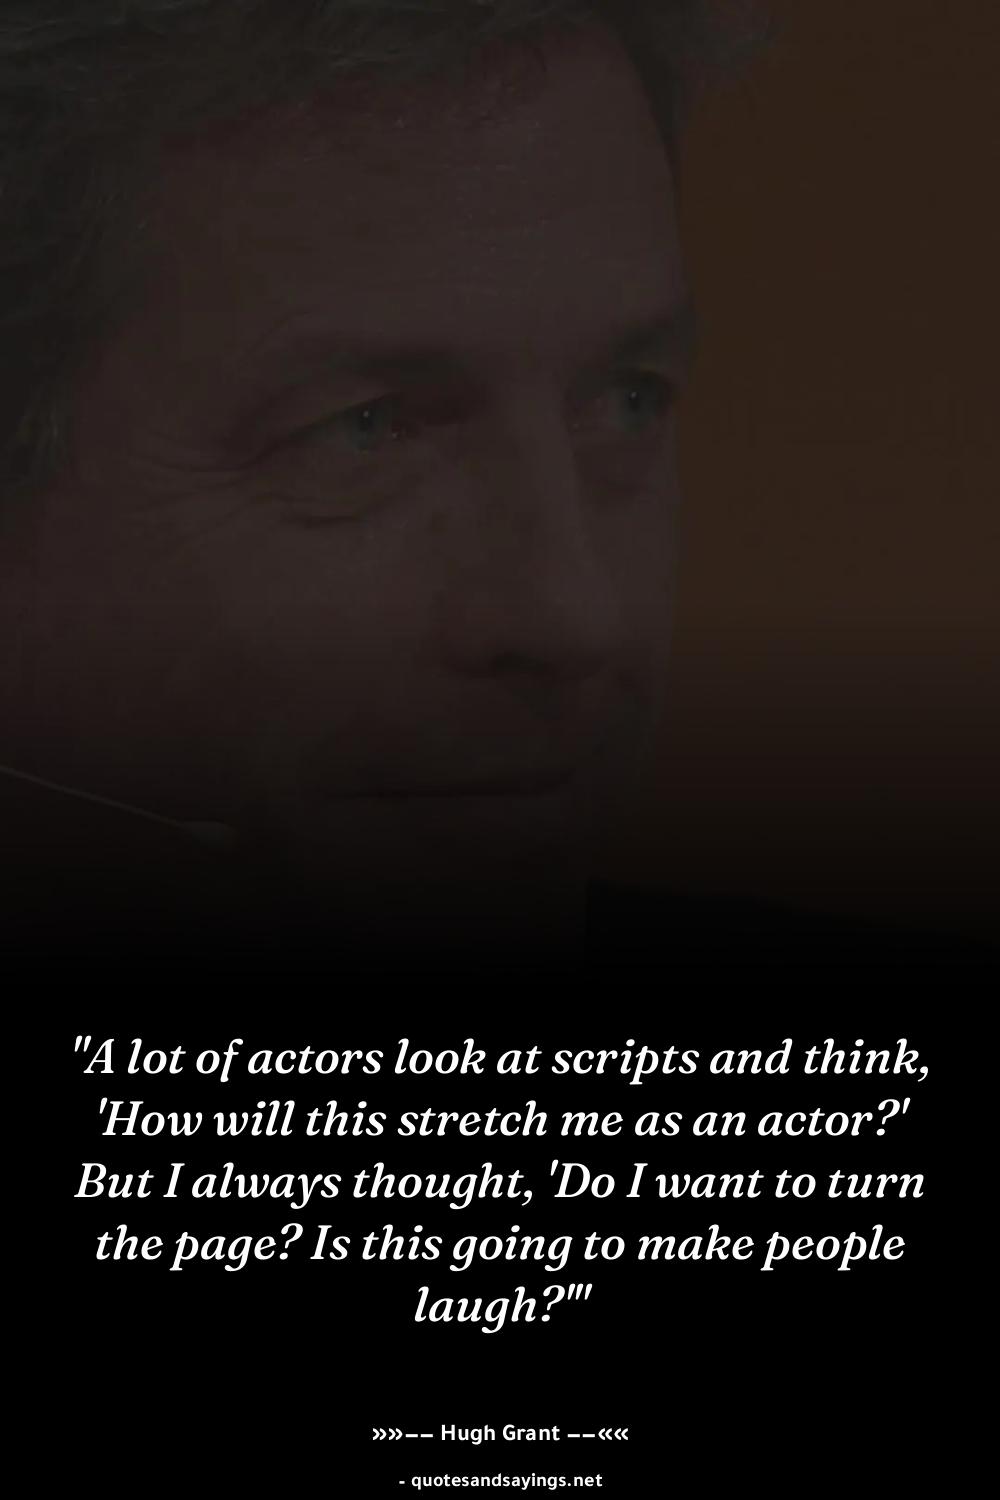 "A lot of actors look at scripts and think,
'How will this stretch me as an actor?'
But I always thought, 'Do I want to turn
the page? Is this going to make people
laugh?'"
»»–– Hugh Grant ––««
- quotesandsayings.net